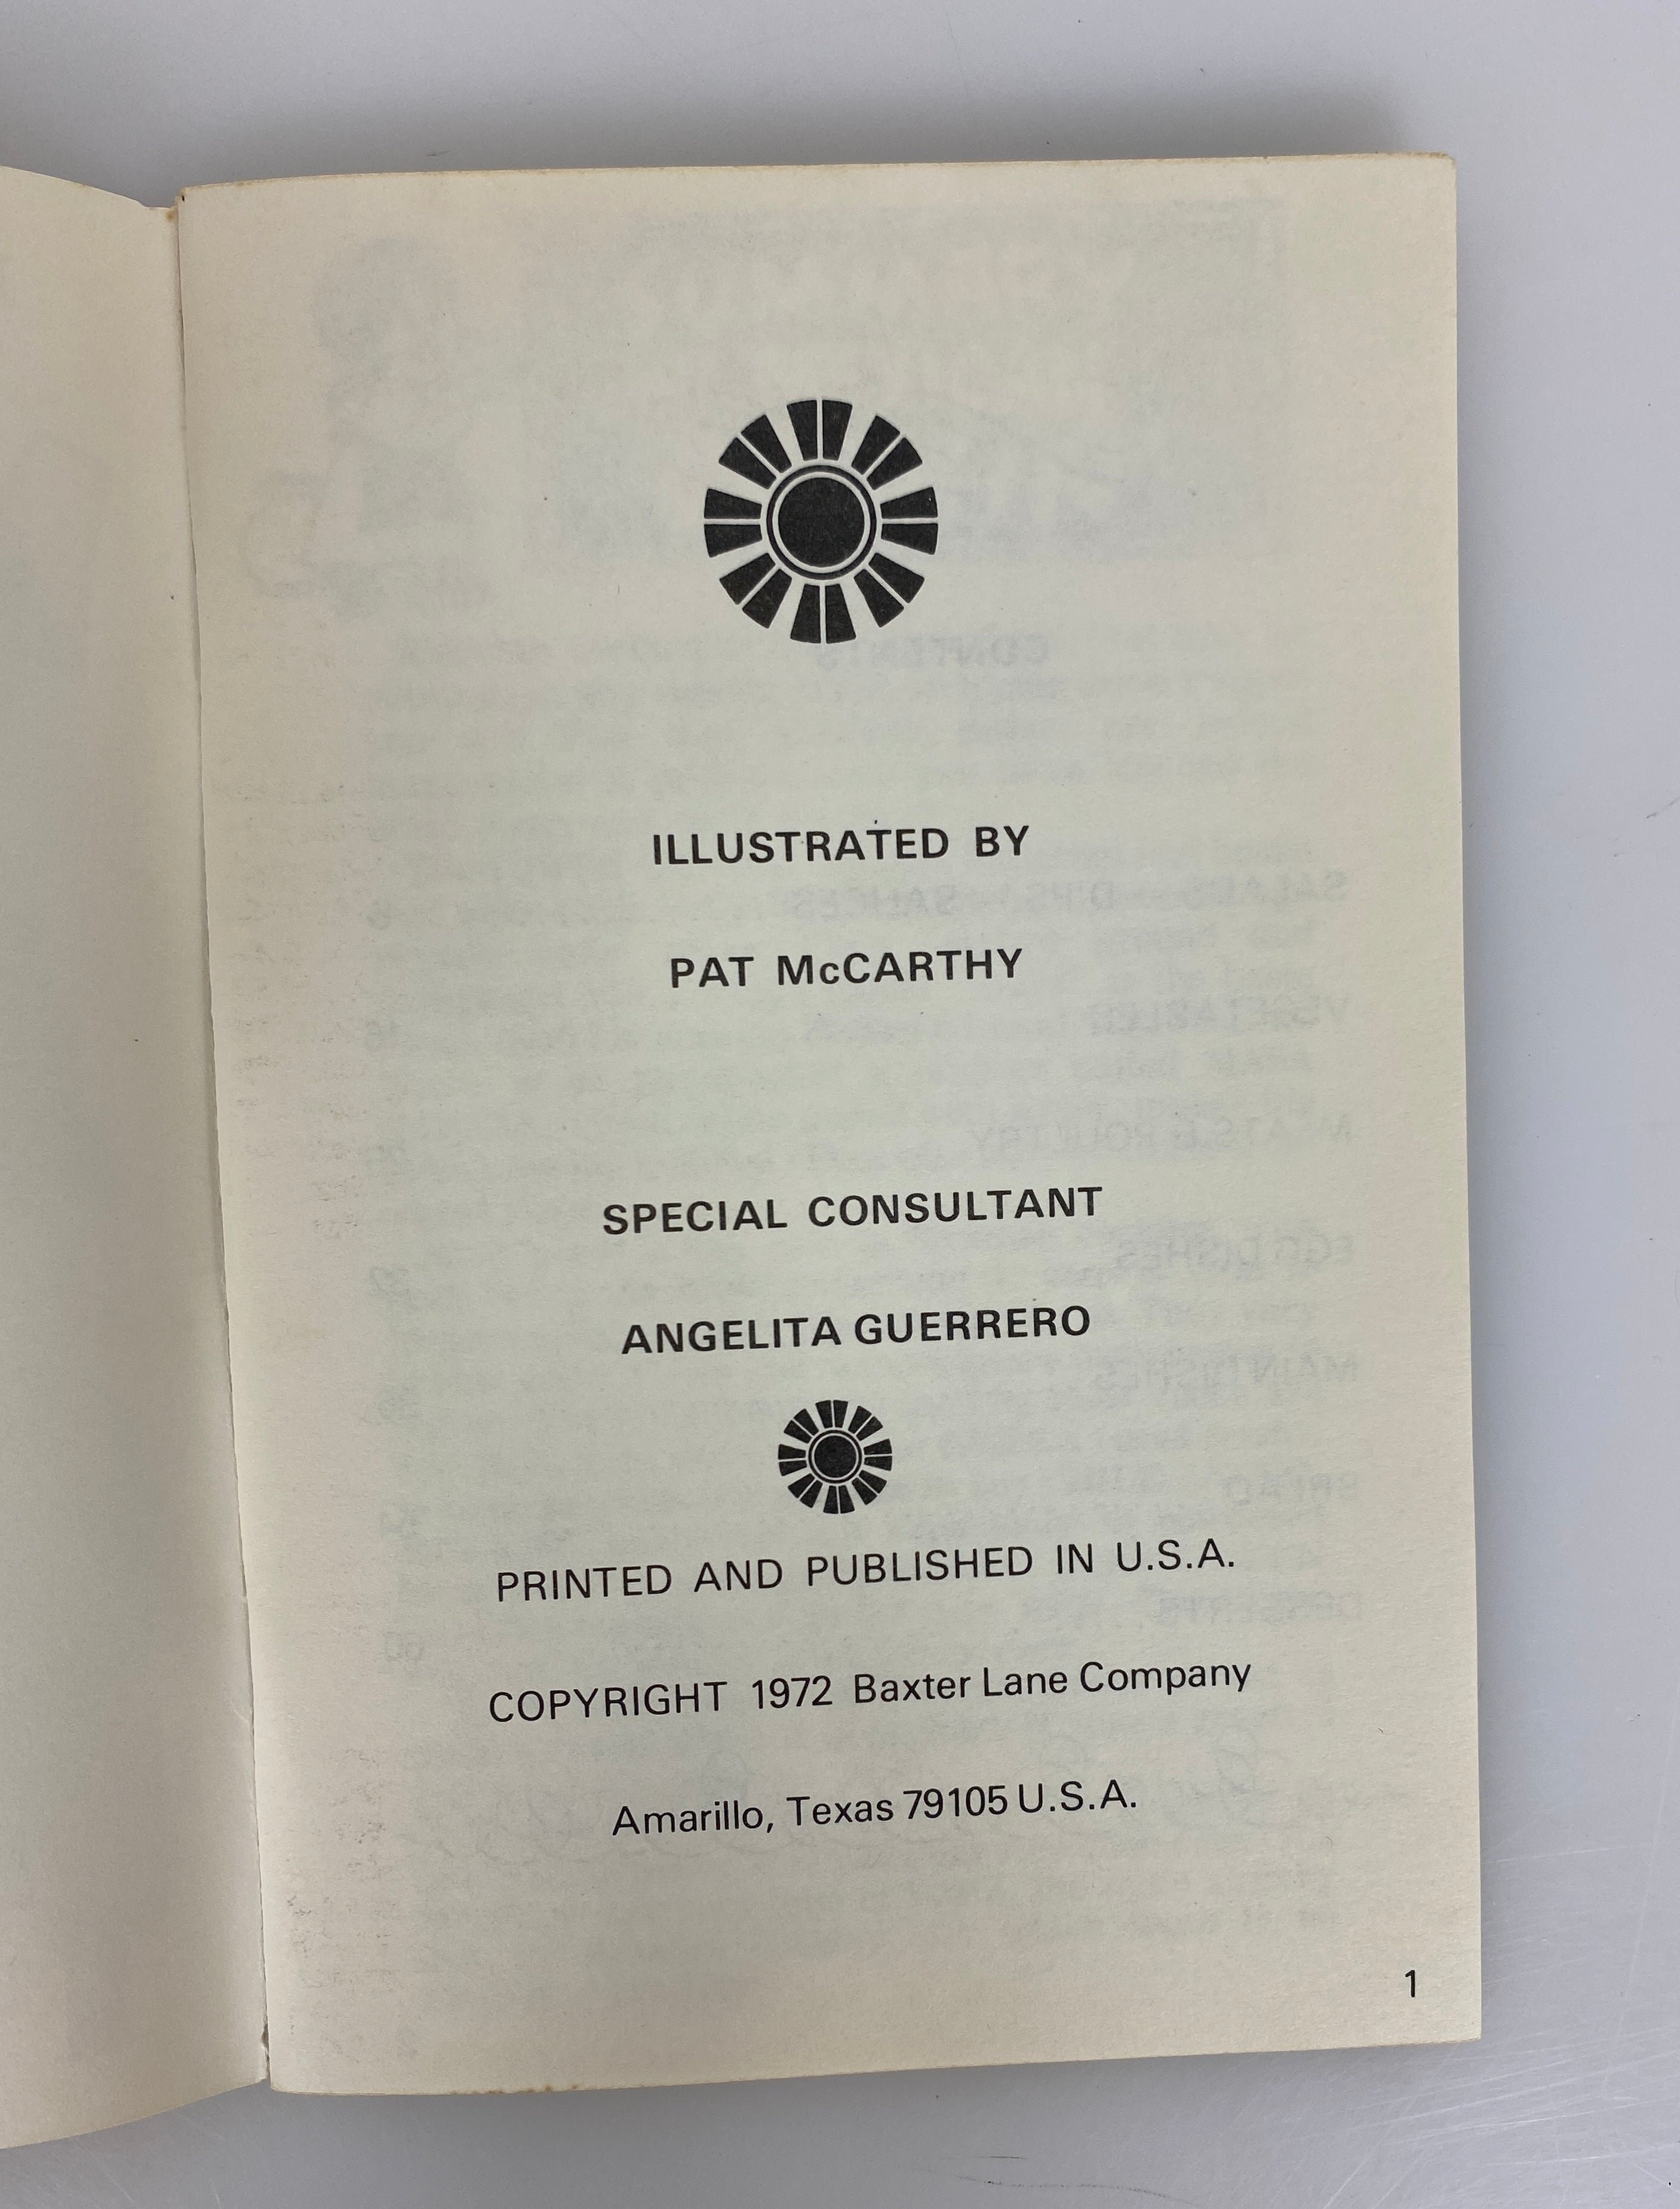 ILLUSTRATED BY
PAT McCARTHY
SPECIAL CONSULTANT
ANGELITA GUERRERO
PRINTED AND PUBLISHED IN U.S.A.
COPYRIGHT 1972 Baxter Lane Company
Amarillo, Texas 79105 U.S.A.
1